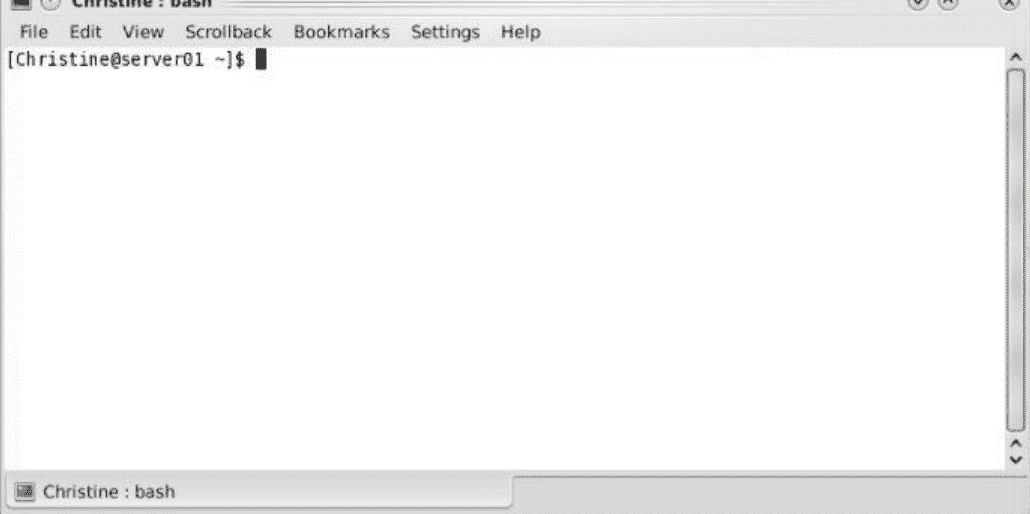 Christine : bash
File Edit View Scrollback Bookmarks Settings Help
[Christine@server01 ~]$
Christine : bash